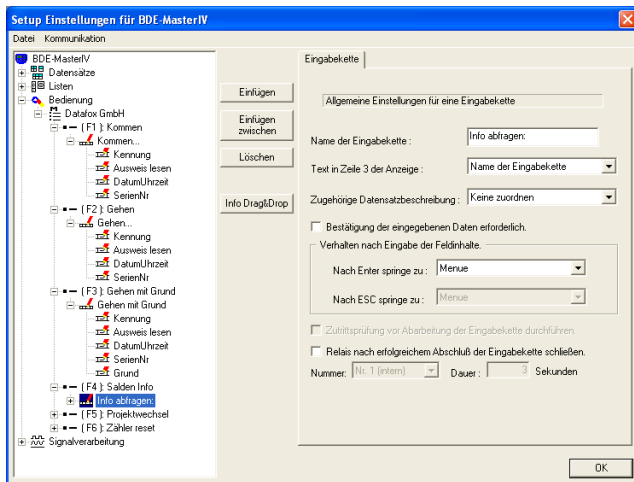 Setup Einstellungen für BDE-MasterIV
Datei Kommunikation
BDE-MasterIV
Datensätze
Listen
Bedienung
Datafox GmbH
( F1 ): Kommen
Kommen...
Kennung
Ausweis lesen
DatumUhrzeit
SerienNr
( F2 ): Gehen
Gehen...
Kennung
Ausweis lesen
DatumUhrzeit
SerienNr
( F3 ): Gehen mit Grund
Gehen mit Grund
Kennung
Ausweis lesen
DatumUhrzeit
SerienNr
Grund
( F4 ): Salden Info
Info abfragen:
( F5 ): Projektwechsel
( F6 ): Zähler reset
Signalverarbeitung
Einfügen
Einfügen
zwischen
Löschen
Info Drag&Drop
Eingabekette
Allgemeine Einstellungen für eine Eingabekette
Name der Eingabekette : Info abfragen:
Text in Zeile 3 der Anzeige : Name der Eingabekette
Zugehörige Datensatzbeschreibung : Keine zuordnen
Bestätigung der eingegebenen Daten erforderlich.
Verhalten nach Eingabe der Feldinhalte.
Nach Enter springe zu : Menue
Nach ESC springe zu : Menue
Zutrittsprüfung vor Abarbeitung der Eingabekette durchführen
Relais nach erfolgreichem Abschluß der Eingabekette schließen.
Nummer: Nr. 1 (intern) Dauer : 3 Sekunden
OK